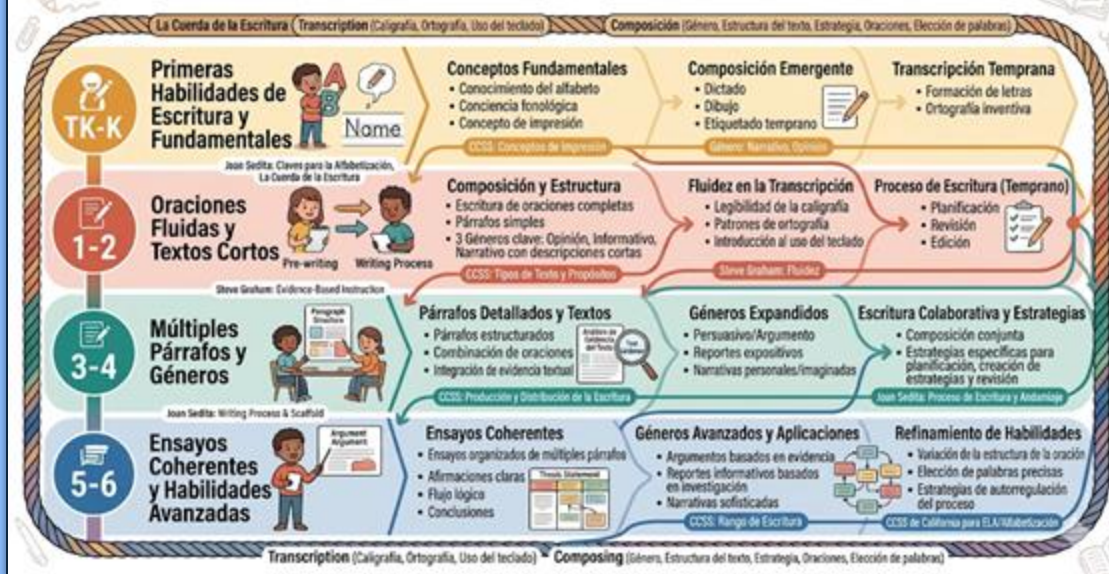 La Cuerda de la Escritura (Transcription (Caligrafía, Ortografía, Uso del teclado)
Composición (Género, Estructura del texto, Estrategia, Oraciones, Elección de palabras)
TK-K
Primeras
Habilidades de
Escritura y
Fundamentales
A
B
Name
Conceptos Fundamentales
• Conocimiento del alfabeto
• Conciencia fonológica
• Concepto de impresión
CCSS: Conceptos de impresión
Composición Emergente
• Dictado
• Dibujo
• Etiquetado temprano
Género: Narrativo, Opinión
Transcripción Temprana
• Formación de letras
• Ortografía inventiva
Joan Sedita: Claves para la Alfabetización,
La Cuerda de la Escritura
1-2
Oraciones
Fluidas y
Textos Cortos
Pre-writing
Writing Process
Composición y Estructura
• Escritura de oraciones completas
• Párrafos simples
• 3 Géneros clave: Opinión, Informativo,
Narrativo con descripciones cortas
CCSS: Tipos de Texto y Propósitos
Fluidez en la Transcripción
• Legibilidad de la caligrafía
• Patrones de ortografía
• Introducción al uso del teclado
Steve Graham: Fluidez
Proceso de Escritura (Temprano)
• Planificación
• Revisión
• Edición
Steve Graham: Evidence-Based Instruction
3-4
Múltiples
Párrafos y
Géneros
Paragraph
Structure
Párrafos Detallados y Textos
• Párrafos estructurados
• Combinación de oraciones
• Integración de evidencia textual
Análisis de
Evidencia
del Texto
CCSS: Producción y Distribución de la Escritura
Géneros Expandidos
• Persuasivo/Argumento
• Reportes expositivos
• Narrativas personales/imaginadas
Escritura Colaborativa y Estrategias
• Composición conjunta
• Estrategias específicas para
planificación, creación de
estrategias y revisión
Joan Sedita: Proceso de Escritura y Andamiaje
Joan Sedita: Writing Process & Scaffold
5-6
Ensayos
Coherentes
y Habilidades
Avanzadas
Argument
Argument
Ensayos Coherentes
• Ensayos organizados de múltiples párrafos
• Afirmaciones claras
• Flujo lógico
• Conclusiones
Thesis Statement
Géneros Avanzados y Aplicaciones
• Argumentos basados en evidencia
• Reportes informativos basados
en investigación
• Narrativas sofisticadas
CCSS: Rango de Escritura
Refinamiento de Habilidades
• Variación de la estructura de la oración
• Elección de palabras precisas
• Estrategias de autorregulación
del proceso
CCSS de California para ELA/Alfabetización
Transcription (Caligrafía, Ortografía, Uso del teclado) - Composing (Género, Estructura del texto, Estrategia, Oraciones, Elección de palabras)